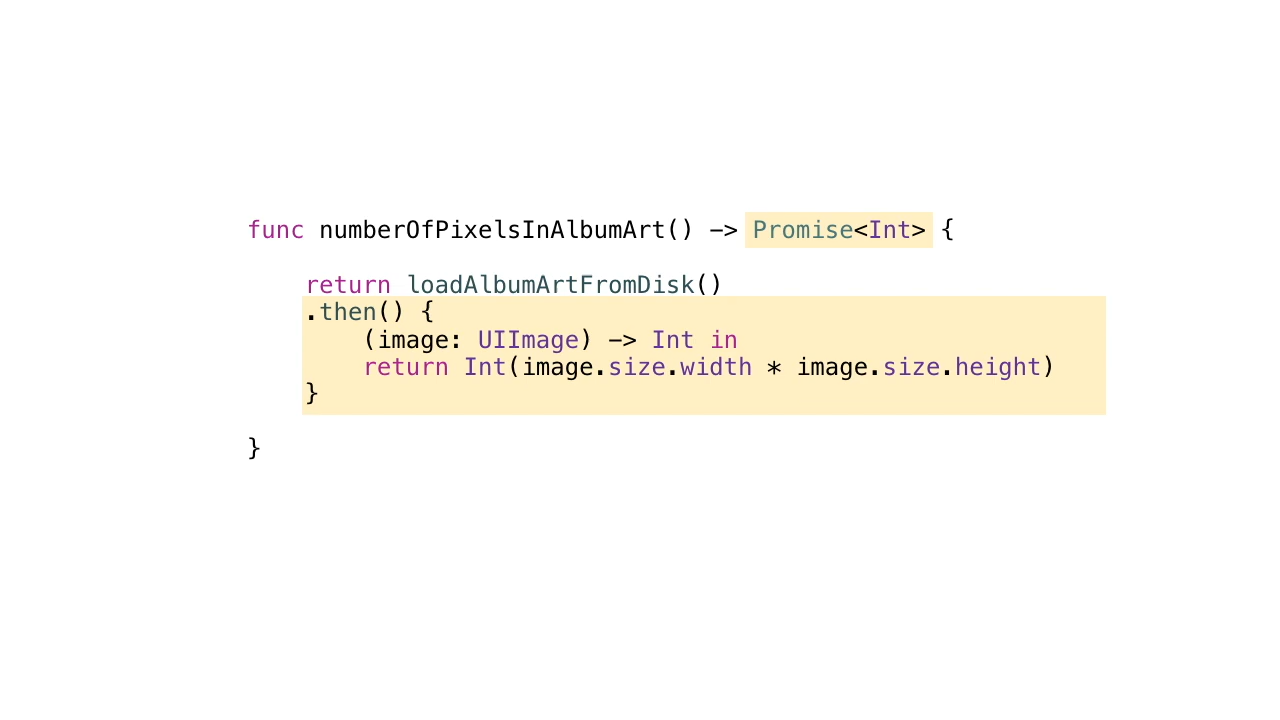 func numberOfPixelsInAlbumArt() -> Promise<Int> {
return loadAlbumArtFromDisk()
.then() {
(image: UIImage) -> Int in
return Int(image.size.width * image.size.height)
}
}